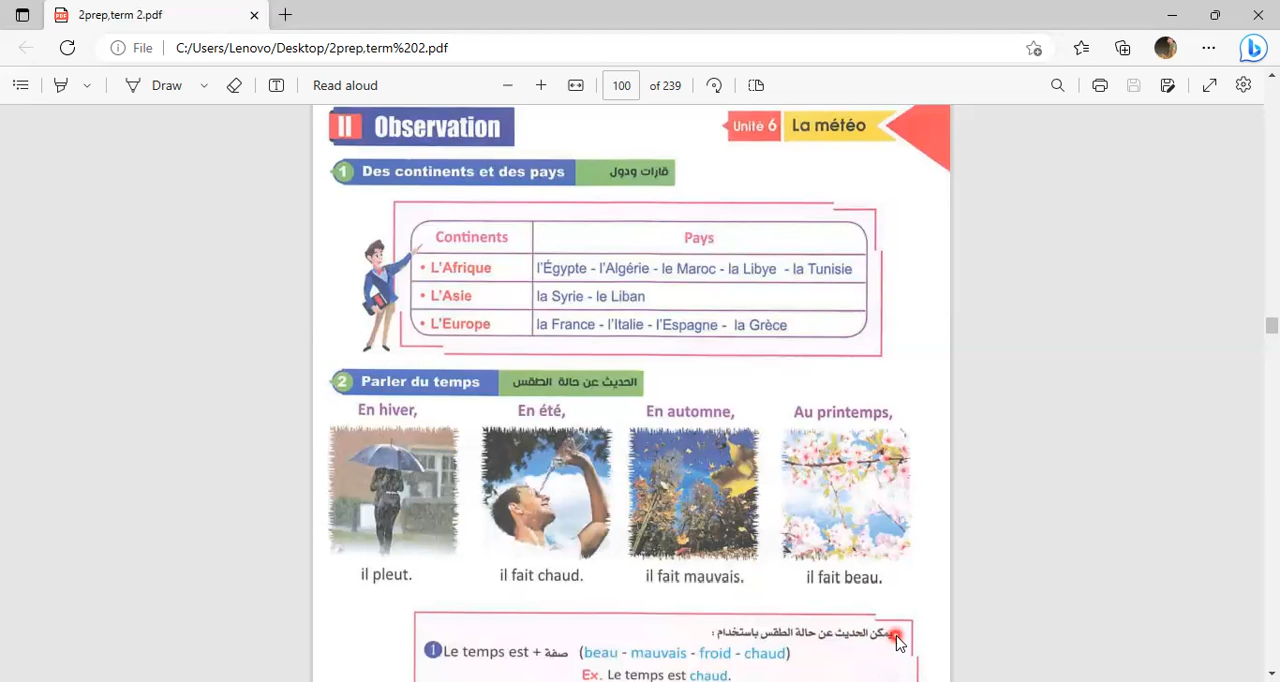 2prep,term 2.pdf
File
C:/Users/Lenovo/Desktop/2prep,term%202.pdf
Draw
Read aloud
100 of 239
II Observation
Unité 6 La météo
1 Des continents et des pays قارات ودول
Continents Pays
• L'Afrique l'Égypte - l'Algérie - le Maroc - la Libye - la Tunisie
• L'Asie la Syrie - le Liban
• L'Europe la France - l'Italie - l'Espagne - la Grèce
2 Parler du temps الحديث عن حالة الطقس
En hiver, En été, En automne, Au printemps,
il pleut. il fait chaud. il fait mauvais. il fait beau.
يمكن الحديث عن حالة الطقس باستخدام :
1 Le temps est + صفة (beau - mauvais - froid - chaud)
Ex. Le temps est chaud.